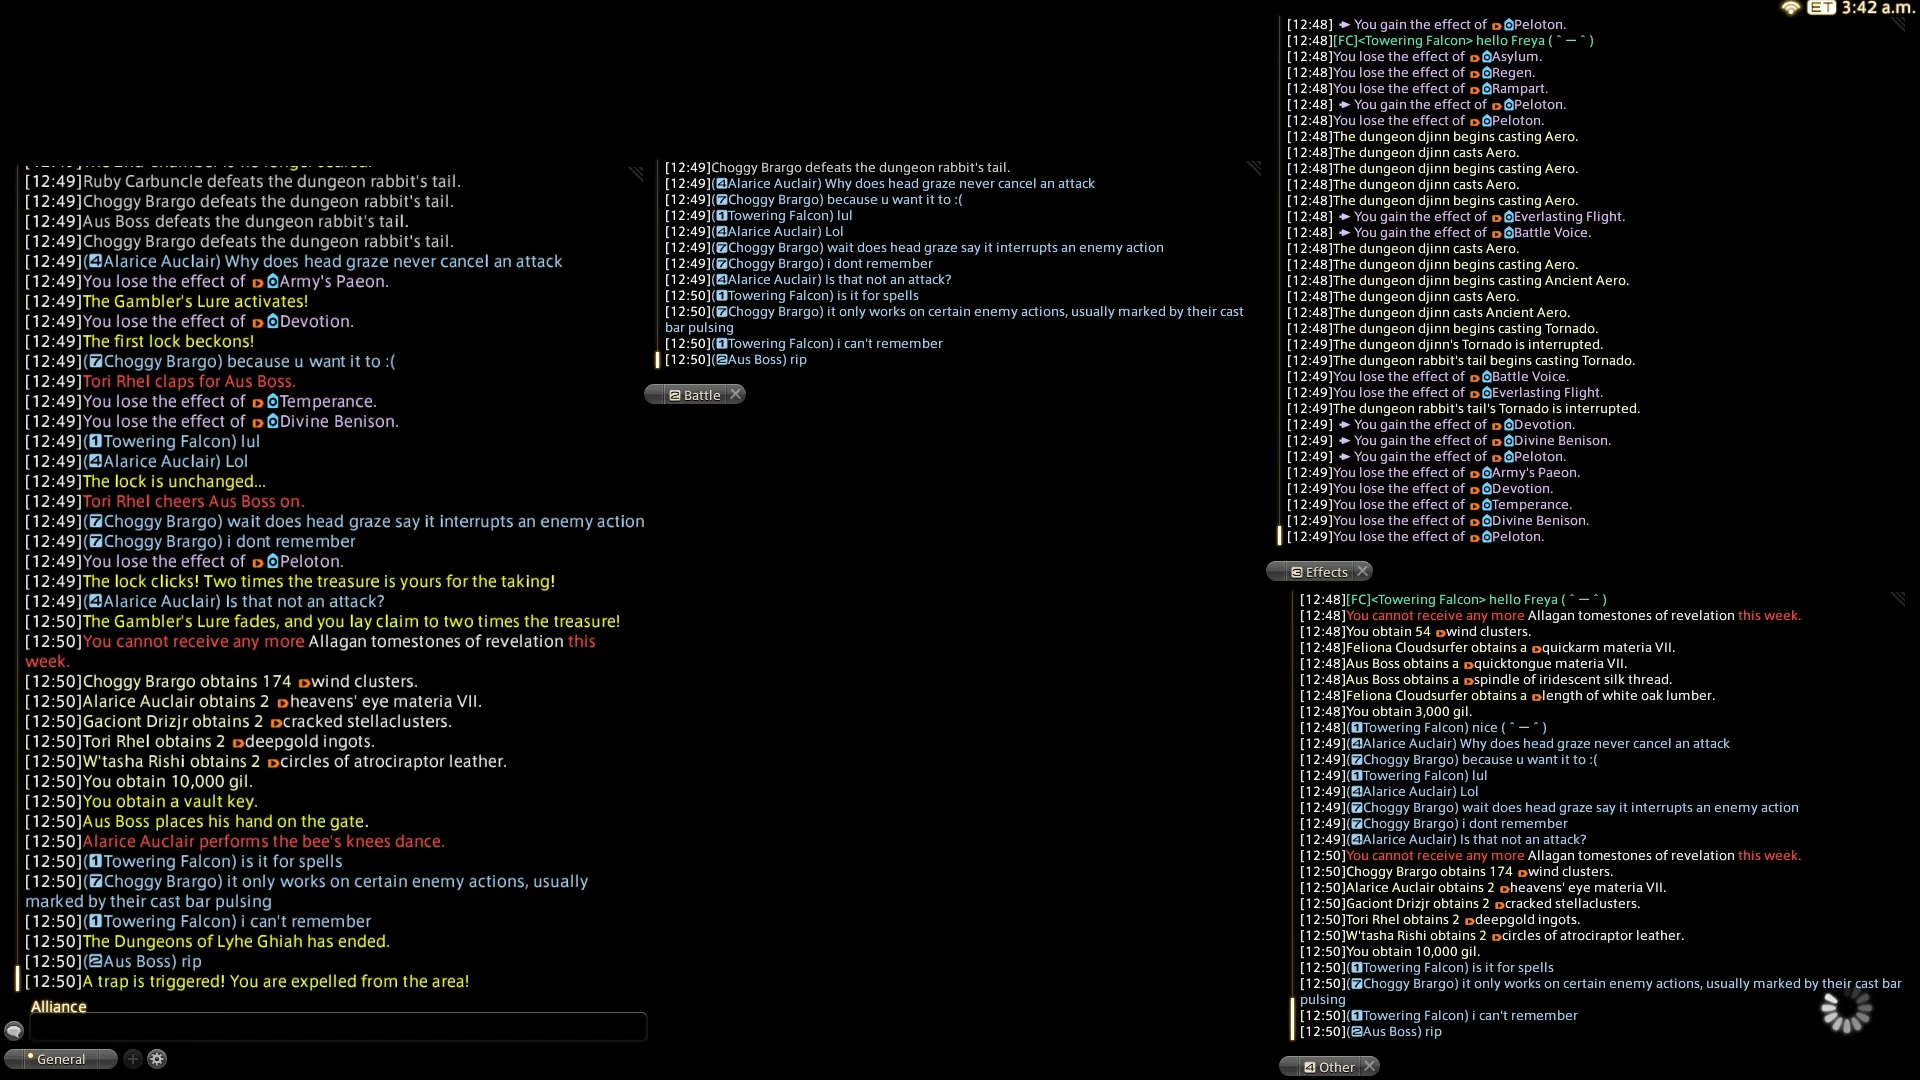 ET 3:42 a.m.
[12:49]Ruby Carbuncle defeats the dungeon rabbit's tail.
[12:49]Choggy Brargo defeats the dungeon rabbit's tail.
[12:49]Aus Boss defeats the dungeon rabbit's tail.
[12:49]Choggy Brargo defeats the dungeon rabbit's tail.
[12:49](4Alarice Auclair) Why does head graze never cancel an attack
[12:49]You lose the effect of Army's Paeon.
[12:49]The Gambler's Lure activates!
[12:49]You lose the effect of Devotion.
[12:49]The first lock beckons!
[12:49](7Choggy Brargo) because u want it to :(
[12:49]Tori Rhel claps for Aus Boss.
[12:49]You lose the effect of Temperance.
[12:49]You lose the effect of Divine Benison.
[12:49](1Towering Falcon) lul
[12:49](4Alarice Auclair) Lol
[12:49]The lock is unchanged...
[12:49]Tori Rhel cheers Aus Boss on.
[12:49](7Choggy Brargo) wait does head graze say it interrupts an enemy action
[12:49](7Choggy Brargo) i dont remember
[12:49]You lose the effect of Peloton.
[12:49]The lock clicks! Two times the treasure is yours for the taking!
[12:49](4Alarice Auclair) Is that not an attack?
[12:50]The Gambler's Lure fades, and you lay claim to two times the treasure!
[12:50]You cannot receive any more Allagan tomestones of revelation this
week.
[12:50]Choggy Brargo obtains 174 wind clusters.
[12:50]Alarice Auclair obtains 2 heavens' eye materia VII.
[12:50]Gaciont Drizjr obtains 2 cracked stellaclusters.
[12:50]Tori Rhel obtains 2 deepgold ingots.
[12:50]W'tasha Rishi obtains 2 circles of atrociraptor leather.
[12:50]You obtain 10,000 gil.
[12:50]You obtain a vault key.
[12:50]Aus Boss places his hand on the gate.
[12:50]Alarice Auclair performs the bee's knees dance.
[12:50](1Towering Falcon) is it for spells
[12:50](7Choggy Brargo) it only works on certain enemy actions, usually
marked by their cast bar pulsing
[12:50](1Towering Falcon) i can't remember
[12:50]The Dungeons of Lyhe Ghiah has ended.
[12:50](2Aus Boss) rip
[12:50]A trap is triggered! You are expelled from the area!
Alliance
General
[12:49]Choggy Brargo defeats the dungeon rabbit's tail.
[12:49](4Alarice Auclair) Why does head graze never cancel an attack
[12:49](7Choggy Brargo) because u want it to :(
[12:49](1Towering Falcon) lul
[12:49](4Alarice Auclair) Lol
[12:49](7Choggy Brargo) wait does head graze say it interrupts an enemy action
[12:49](7Choggy Brargo) i dont remember
[12:49](4Alarice Auclair) Is that not an attack?
[12:50](1Towering Falcon) is it for spells
[12:50](7Choggy Brargo) it only works on certain enemy actions, usually marked by their cast
bar pulsing
[12:50](1Towering Falcon) i can't remember
[12:50](2Aus Boss) rip
2 Battle
[12:48] You gain the effect of Peloton.
[12:48][FC]<Towering Falcon> hello Freya ( ˆ ー ˆ )
[12:48]You lose the effect of Asylum.
[12:48]You lose the effect of Regen.
[12:48]You lose the effect of Rampart.
[12:48] You gain the effect of Peloton.
[12:48]You lose the effect of Peloton.
[12:48]The dungeon djinn begins casting Aero.
[12:48]The dungeon djinn casts Aero.
[12:48]The dungeon djinn begins casting Aero.
[12:48]The dungeon djinn casts Aero.
[12:48]The dungeon djinn begins casting Aero.
[12:48] You gain the effect of Everlasting Flight.
[12:48] You gain the effect of Battle Voice.
[12:48]The dungeon djinn casts Aero.
[12:48]The dungeon djinn begins casting Aero.
[12:48]The dungeon djinn begins casting Ancient Aero.
[12:48]The dungeon djinn casts Aero.
[12:48]The dungeon djinn casts Ancient Aero.
[12:48]The dungeon djinn begins casting Tornado.
[12:49]The dungeon djinn's Tornado is interrupted.
[12:49]The dungeon rabbit's tail begins casting Tornado.
[12:49]You lose the effect of Battle Voice.
[12:49]You lose the effect of Everlasting Flight.
[12:49]The dungeon rabbit's tail's Tornado is interrupted.
[12:49] You gain the effect of Devotion.
[12:49] You gain the effect of Divine Benison.
[12:49] You gain the effect of Peloton.
[12:49]You lose the effect of Army's Paeon.
[12:49]You lose the effect of Devotion.
[12:49]You lose the effect of Temperance.
[12:49]You lose the effect of Divine Benison.
[12:49]You lose the effect of Peloton.
3 Effects
[12:48][FC]<Towering Falcon> hello Freya ( ˆ ー ˆ )
[12:48]You cannot receive any more Allagan tomestones of revelation this week.
[12:48]You obtain 54 wind clusters.
[12:48]Feliona Cloudsurfer obtains a quickarm materia VII.
[12:48]Aus Boss obtains a quicktongue materia VII.
[12:48]Aus Boss obtains a spindle of iridescent silk thread.
[12:48]Feliona Cloudsurfer obtains a length of white oak lumber.
[12:48]You obtain 3,000 gil.
[12:48](1Towering Falcon) nice ( ˆ ー ˆ )
[12:49](4Alarice Auclair) Why does head graze never cancel an attack
[12:49](7Choggy Brargo) because u want it to :(
[12:49](1Towering Falcon) lul
[12:49](4Alarice Auclair) Lol
[12:49](7Choggy Brargo) wait does head graze say it interrupts an enemy action
[12:49](7Choggy Brargo) i dont remember
[12:49](4Alarice Auclair) Is that not an attack?
[12:50]You cannot receive any more Allagan tomestones of revelation this week.
[12:50]Choggy Brargo obtains 174 wind clusters.
[12:50]Alarice Auclair obtains 2 heavens' eye materia VII.
[12:50]Gaciont Drizjr obtains 2 cracked stellaclusters.
[12:50]Tori Rhel obtains 2 deepgold ingots.
[12:50]W'tasha Rishi obtains 2 circles of atrociraptor leather.
[12:50]You obtain 10,000 gil.
[12:50](1Towering Falcon) is it for spells
[12:50](7Choggy Brargo) it only works on certain enemy actions, usually marked by their cast bar
pulsing
[12:50](1Towering Falcon) i can't remember
[12:50](2Aus Boss) rip
4 Other